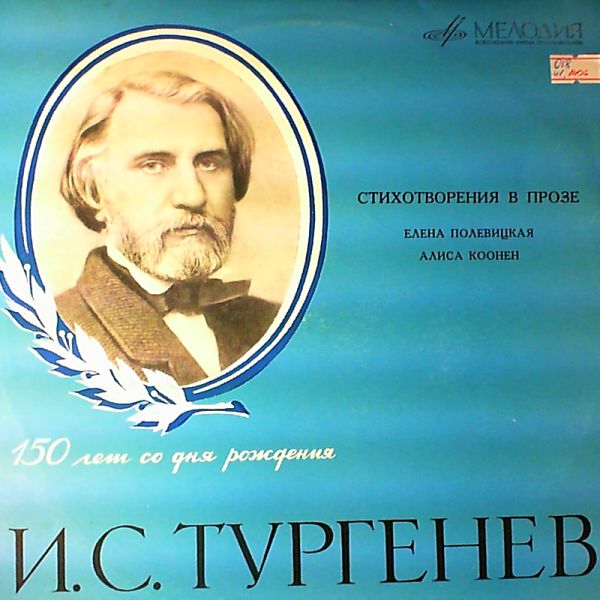 МЕЛОДИЯ
СТИХОТВОРЕНИЯ В ПРОЗЕ
ЕЛЕНА ПОЛЕВИЦКАЯ
АЛИСА КООНЕН
150 лет со дня рождения
И.С.ТУРГЕНЕВ